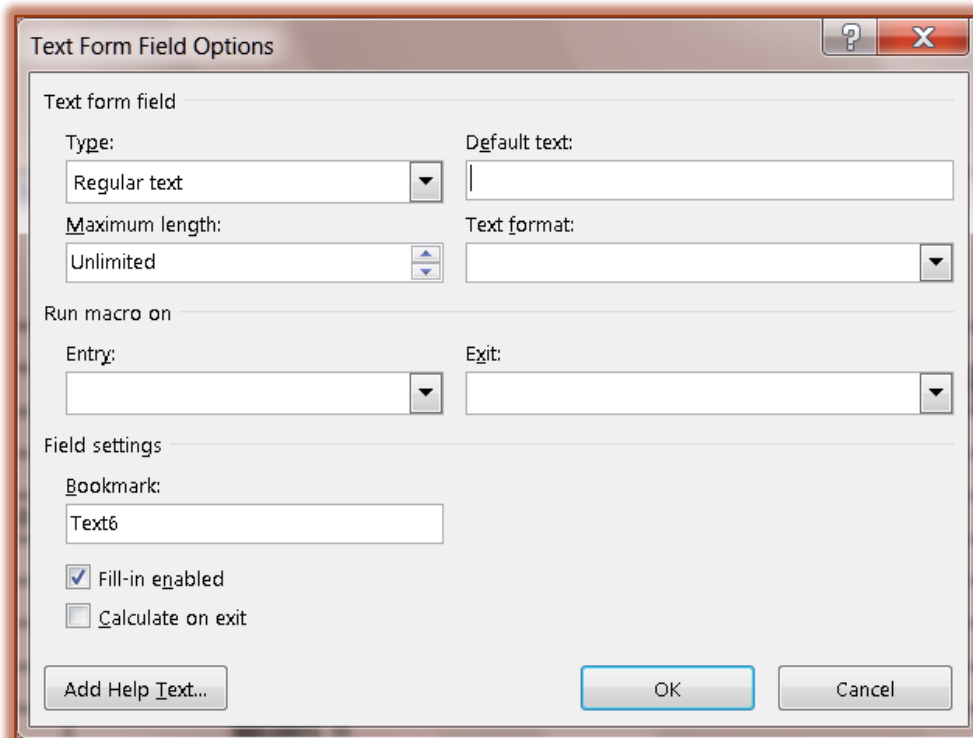 Text Form Field Options
Text form field
Type: Default text:
Regular text
Maximum length: Text format:
Unlimited
Run macro on
Entry: Exit:
Field settings
Bookmark:
Text6
Fill-in enabled
Calculate on exit
Add Help Text... OK Cancel